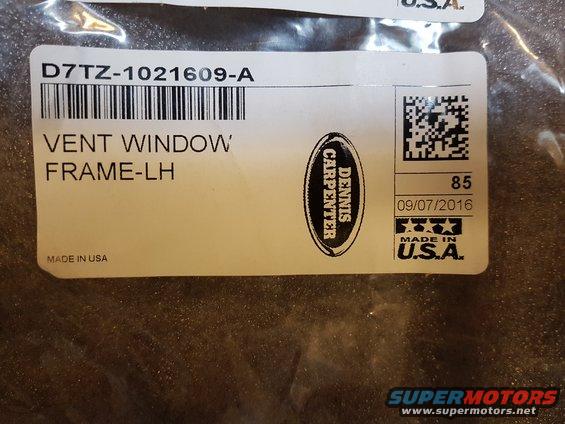 U.S.A.
D7TZ-1021609-A
VENT WINDOW
FRAME-LH
DENNIS
CARPENTER
85
09/07/2016
MADE IN
U.S.A.
MADE IN USA
SUPERMOTORS
www.supermotors.net